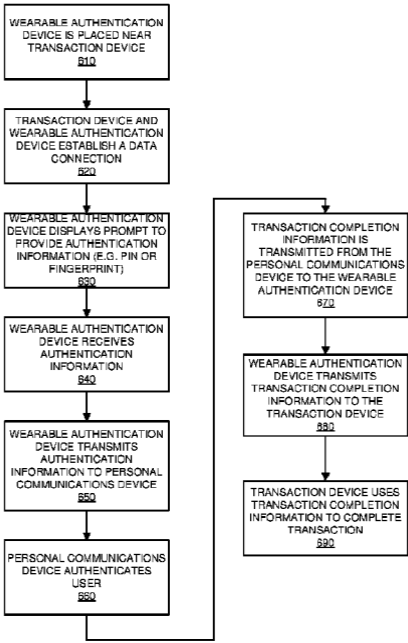 WEARABLE AUTHENTICATION
DEVICE IS PLACED NEAR
TRANSACTION DEVICE
610
TRANSACTION DEVICE AND
WEARABLE AUTHENTICATION
DEVICE ESTABLISH A DATA
CONNECTION
620
WEARABLE AUTHENTICATION
DEVICE DISPLAYS PROMPT TO
PROVIDE AUTHENTICATION
INFORMATION (E.G. PIN OR
FINGERPRINT)
630
WEARABLE AUTHENTICATION
DEVICE RECEIVES
AUTHENTICATION
INFORMATION
640
WEARABLE AUTHENTICATION
DEVICE TRANSMITS
AUTHENTICATION
INFORMATION TO PERSONAL
COMMUNICATIONS DEVICE
650
PERSONAL COMMUNICATIONS
DEVICE AUTHENTICATES
USER
660
TRANSACTION COMPLETION
INFORMATION IS
TRANSMITTED FROM THE
PERSONAL COMMUNICATIONS
DEVICE TO THE WEARABLE
AUTHENTICATION DEVICE
670
WEARABLE AUTHENTICATION
DEVICE TRANSMITS
TRANSACTION COMPLETION
INFORMATION TO THE
TRANSACTION DEVICE
680
TRANSACTION DEVICE USES
TRANSACTION COMPLETION
INFORMATION TO COMPLETE
TRANSACTION
690